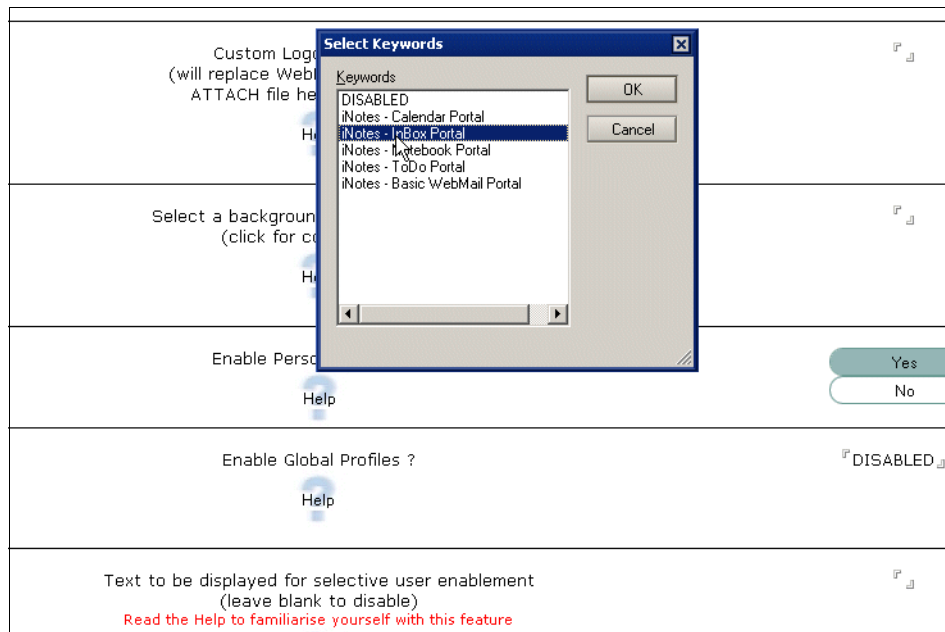 Select Keywords
Custom Logo
(will replace Web
ATTACH file he
Help
Keywords
DISABLED
iNotes - Calendar Portal
iNotes - InBox Portal
iNotes - Notebook Portal
iNotes - ToDo Portal
iNotes - Basic WebMail Portal
OK
Cancel
Select a backgroun
(click for co
He
Enable Perso
Help
Yes
No
Enable Global Profiles ?
Help
DISABLED
Text to be displayed for selective user enablement
(leave blank to disable)
Read the Help to familiarise yourself with this feature